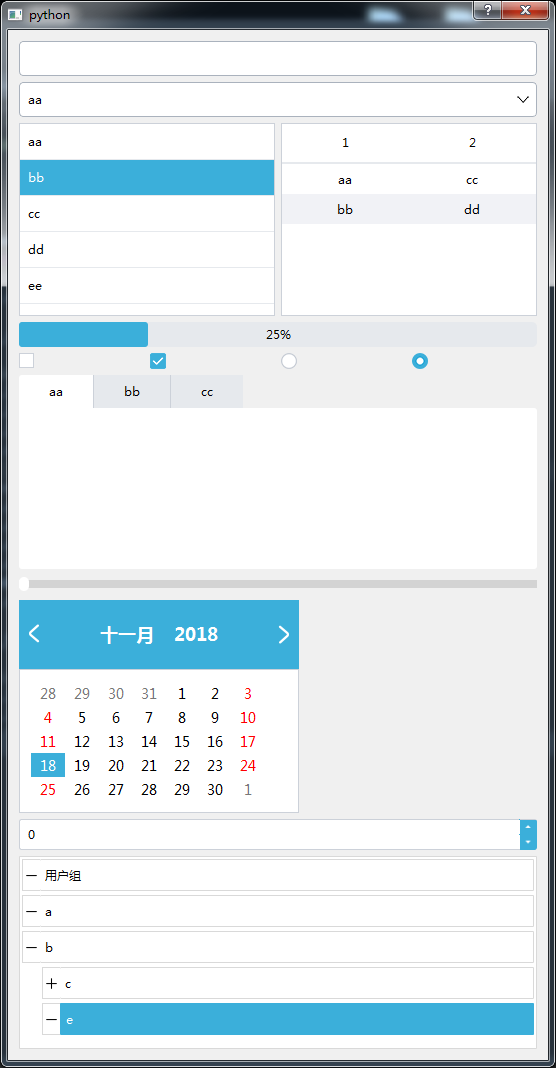 python
aa
aa
bb
cc
dd
ee
1 2
aa cc
bb dd
25%
aa bb cc
十一月 2018
28 29 30 31 1 2 3
4 5 6 7 8 9 10
11 12 13 14 15 16 17
18 19 20 21 22 23 24
25 26 27 28 29 30 1
0
用户组
a
b
c
e